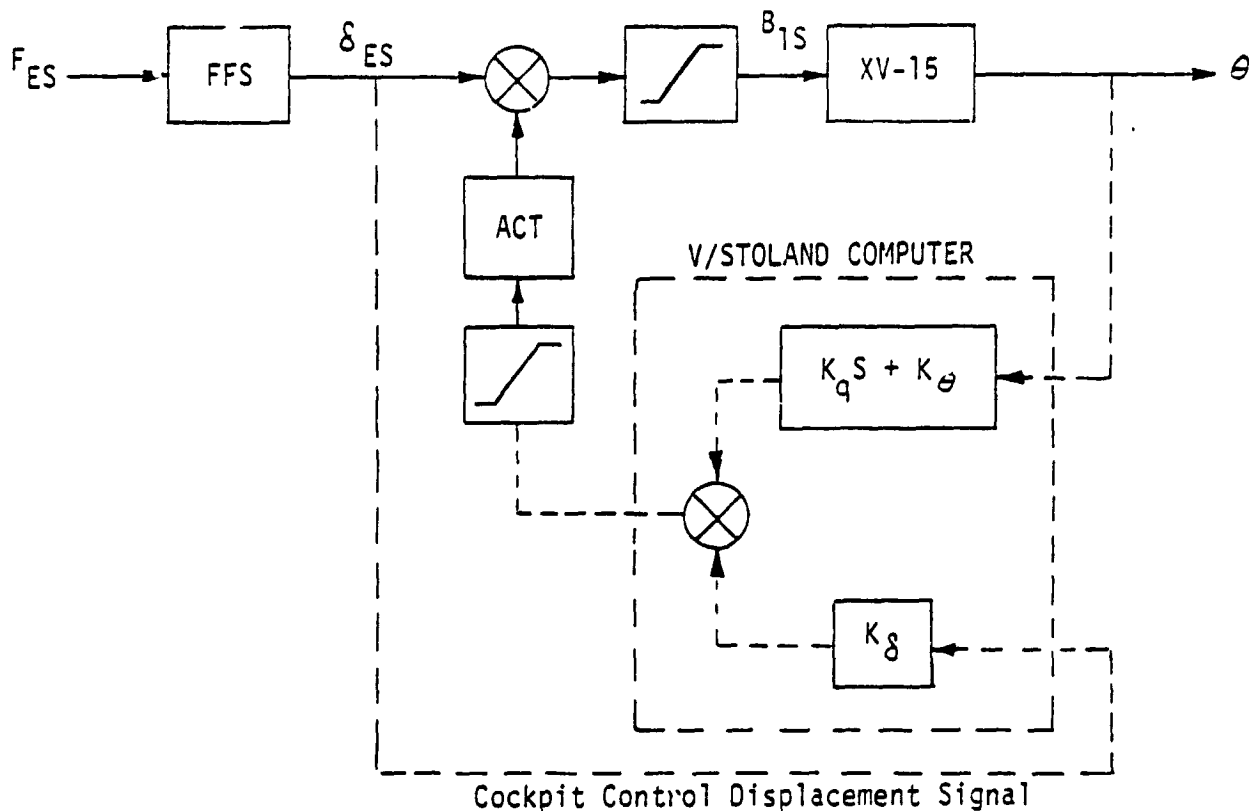 F_ES
FFS
δ_ES
B_1S
XV-15
θ
ACT
V/STOLAND COMPUTER
K_q S + K_θ
K_δ
Cockpit Control Displacement Signal